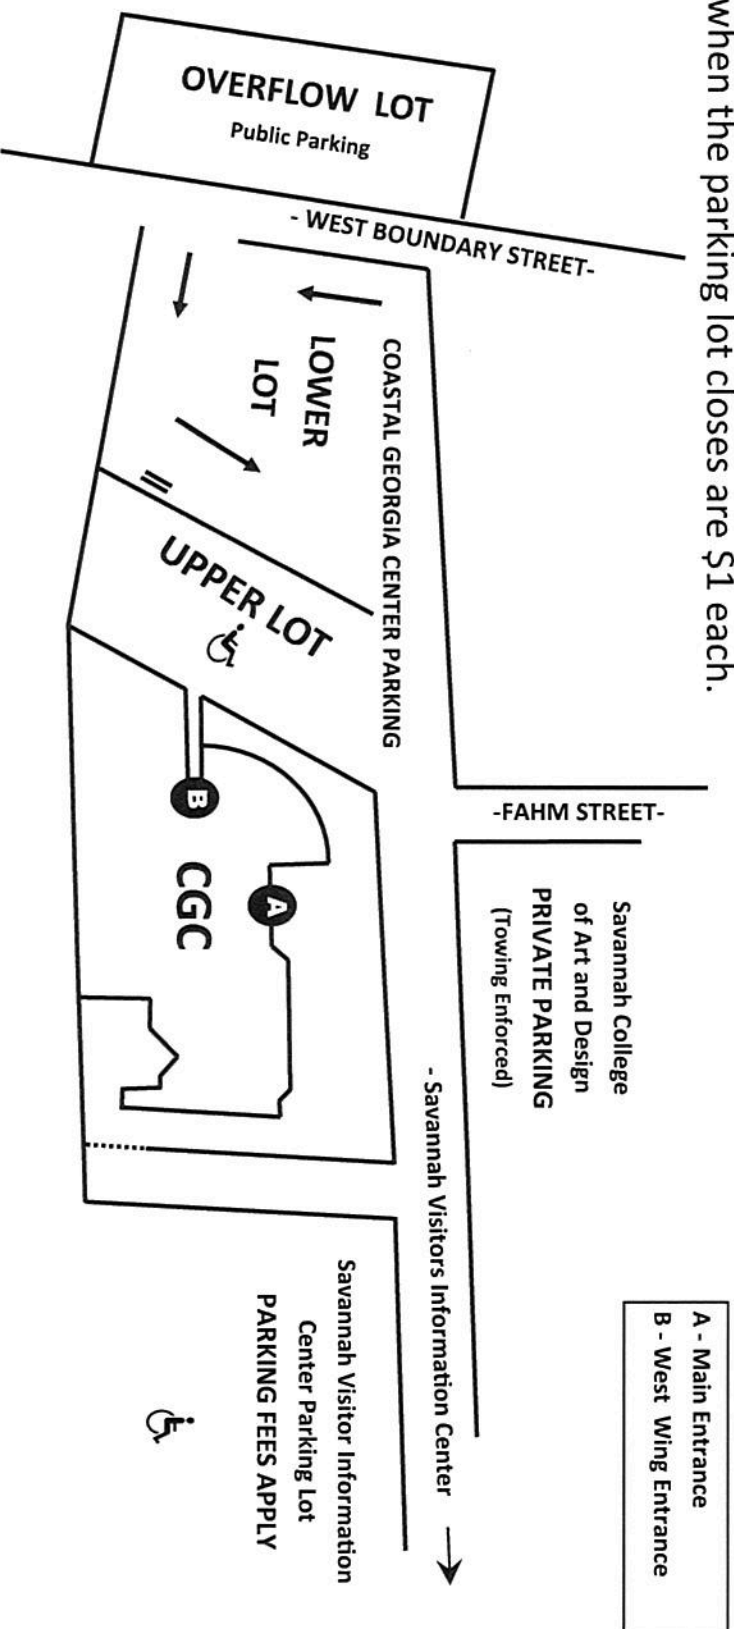 when the parking lot closes are $1 each.
A - Main Entrance
B - West Wing Entrance
OVERFLOW LOT
Public Parking
- WEST BOUNDARY STREET-
-FAHM STREET-
Savannah College
of Art and Design
PRIVATE PARKING
(Towing Enforced)
COASTAL GEORGIA CENTER PARKING
- Savannah Visitors Information Center
LOWER
LOT
UPPER LOT
A
B
CGC
Savannah Visitor Information
Center Parking Lot
PARKING FEES APPLY